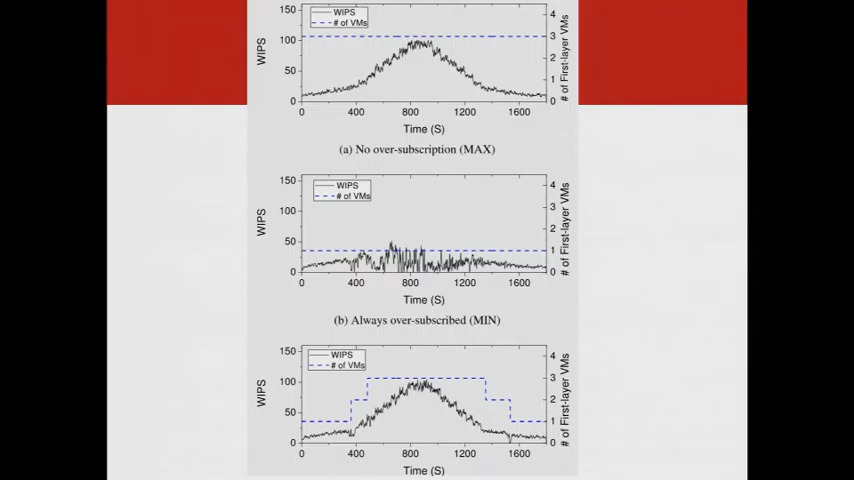 150
100
50
0
WIPS
WIPS
# of VMs
4
3
2
1
0
# of First-layer VMs
0 400 800 1200 1600
Time (S)
(a) No over-subscription (MAX)
150
100
50
0
WIPS
WIPS
# of VMs
4
3
2
1
0
# of First-layer VMs
0 400 800 1200 1600
Time (S)
(b) Always over-subscribed (MIN)
150
100
50
0
WIPS
WIPS
# of VMs
4
3
2
1
0
# of First-layer VMs
0 400 800 1200 1600
Time (S)